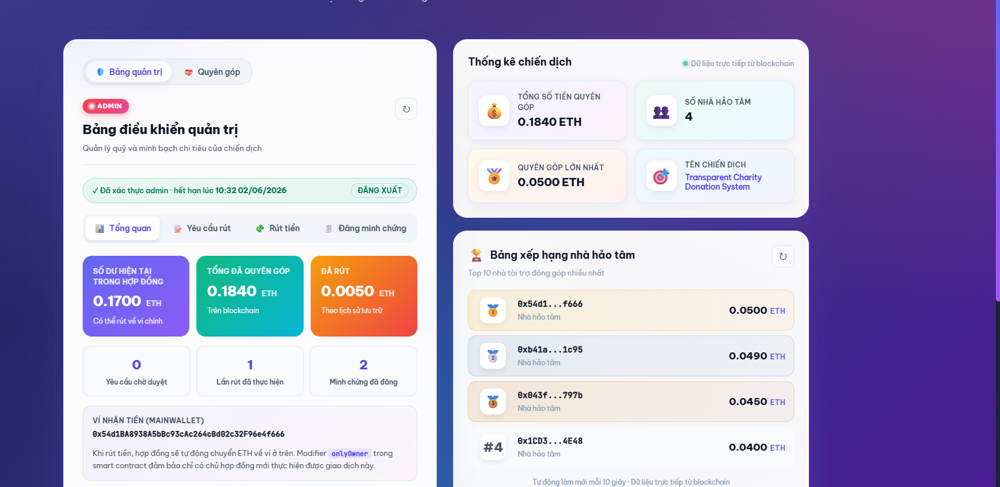 Bảng quản trị
Quyên góp
ADMIN
↻
Bảng điều khiển quản trị
Quản lý quỹ và minh bạch chi tiêu của chiến dịch
✓ Đã xác thực admin · hết hạn lúc 10:32 02/06/2026
ĐĂNG XUẤT
Tổng quan
Yêu cầu rút
Rút tiền
Đăng minh chứng
SỐ DƯ HIỆN TẠI
TRONG HỢP ĐỒNG
0.1700 ETH
Có thể rút về ví chính
TỔNG ĐÃ QUYÊN GÓP
0.1840 ETH
Trên blockchain
ĐÃ RÚT
0.0050 ETH
Theo lịch sử lưu trữ
0
Yêu cầu chờ duyệt
1
Lần rút đã thực hiện
2
Minh chứng đã đăng
VÍ NHẬN TIỀN (MAINWALLET)
0x54d1BA8938A5bBc93cAc264cBd02c32F96e4f666
Khi rút tiền, hợp đồng sẽ tự động chuyển ETH về ví ở trên. Modifier onlyOwner trong
smart contract đảm bảo chỉ có chủ hợp đồng mới thực hiện được giao dịch này.
Thống kê chiến dịch
Dữ liệu trực tiếp từ blockchain
TỔNG SỐ TIỀN QUYÊN
GÓP
0.1840 ETH
SỐ NHÀ HẢO TÂM
4
QUYÊN GÓP LỚN NHẤT
0.0500 ETH
TÊN CHIẾN DỊCH
Transparent Charity
Donation System
Bảng xếp hạng nhà hảo tâm
↻
Top 10 nhà tài trợ đóng góp nhiều nhất
1
0x54d1...f666
Nhà hảo tâm
0.0500 ETH
2
0xb41a...1c95
Nhà hảo tâm
0.0490 ETH
3
0x043f...797b
Nhà hảo tâm
0.0450 ETH
#4
0x1CD3...4E48
Nhà hảo tâm
0.0400 ETH
Tự động làm mới mỗi 10 giây · Dữ liệu trực tiếp từ blockchain